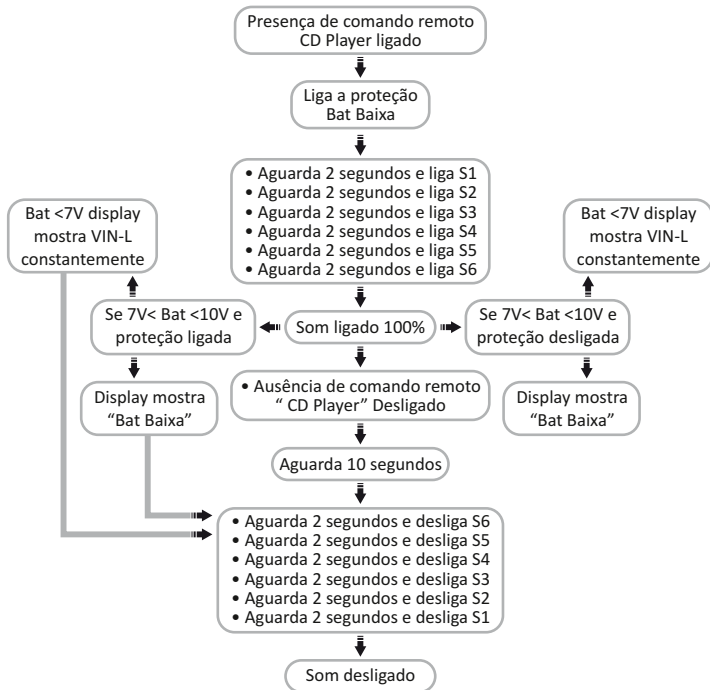 Presença de comando remoto
CD Player ligado
Liga a proteção
Bat Baixa
• Aguarda 2 segundos e liga S1
• Aguarda 2 segundos e liga S2
• Aguarda 2 segundos e liga S3
• Aguarda 2 segundos e liga S4
• Aguarda 2 segundos e liga S5
• Aguarda 2 segundos e liga S6
Bat <7V display
mostra VIN-L
constantemente
Bat <7V display
mostra VIN-L
constantemente
Se 7V< Bat <10V e
proteção ligada
Som ligado 100%
Se 7V< Bat <10V e
proteção desligada
Display mostra
“Bat Baixa”
• Ausência de comando remoto
“ CD Player” Desligado
Display mostra
“Bat Baixa”
Aguarda 10 segundos
• Aguarda 2 segundos e desliga S6
• Aguarda 2 segundos e desliga S5
• Aguarda 2 segundos e desliga S4
• Aguarda 2 segundos e desliga S3
• Aguarda 2 segundos e desliga S2
• Aguarda 2 segundos e desliga S1
Som desligado